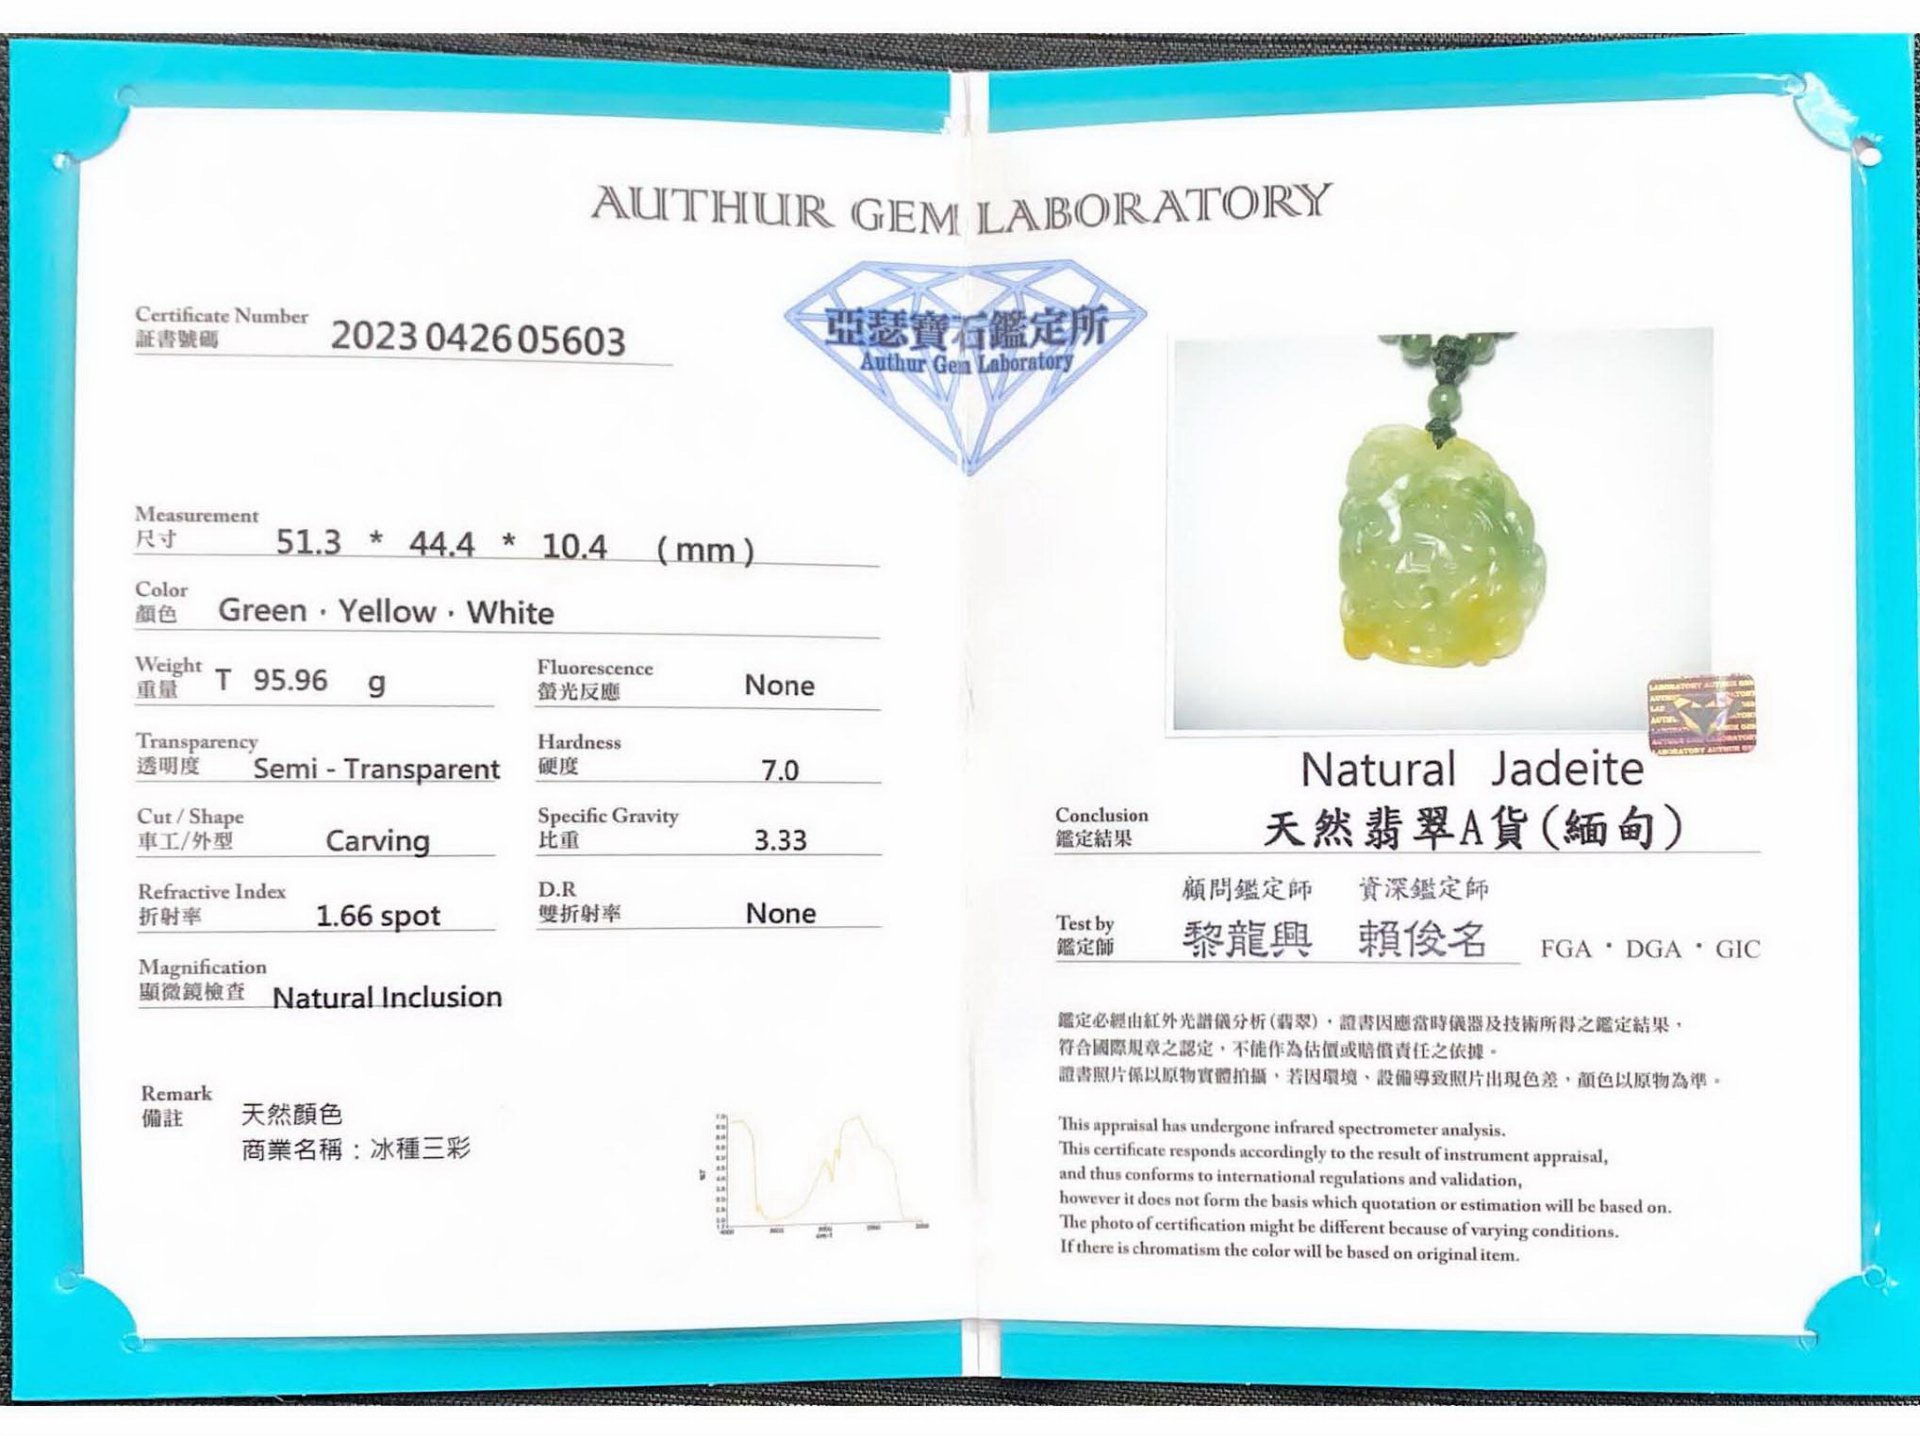 AUTHUR GEM LABORATORY
亞瑟寶石鑑定所
Authur Gem Laboratory
Certificate Number
証書號碼
2023 0426 05603
Measurement
尺寸
51.3 * 44.4 * 10.4 (mm)
Color
顏色
Green · Yellow · White
Weight
重量
T 95.96 g
Fluorescence
螢光反應
None
Transparency
透明度
Semi - Transparent
Hardness
硬度
7.0
Cut / Shape
車工/外型
Carving
Specific Gravity
比重
3.33
Refractive Index
折射率
1.66 spot
D.R
雙折射率
None
Magnification
顯微鏡檢查
Natural Inclusion
Remark
備註
天然顏色
商業名稱：冰種三彩
Natural Jadeite
Conclusion
鑑定結果
天然翡翠A貨(緬甸)
顧問鑑定師 資深鑑定師
Test by
鑑定師
黎龍興 賴俊名
FGA · DGA · GIC
鑑定必經由紅外光譜儀分析(翡翠)，證書因應當時儀器及技術所得之鑑定結果，
符合國際規章之認定，不能作為估價或賠償責任之依據。
證書照片係以原物實體拍攝，若因環境、設備導致照片出現色差，顏色以原物為準。
This appraisal has undergone infrared spectrometer analysis.
This certificate responds accordingly to the result of instrument appraisal,
and thus conforms to international regulations and validation,
however it does not form the basis which quotation or estimation will be based on.
The photo of certification might be different because of varying conditions.
If there is chromatism the color will be based on original item.